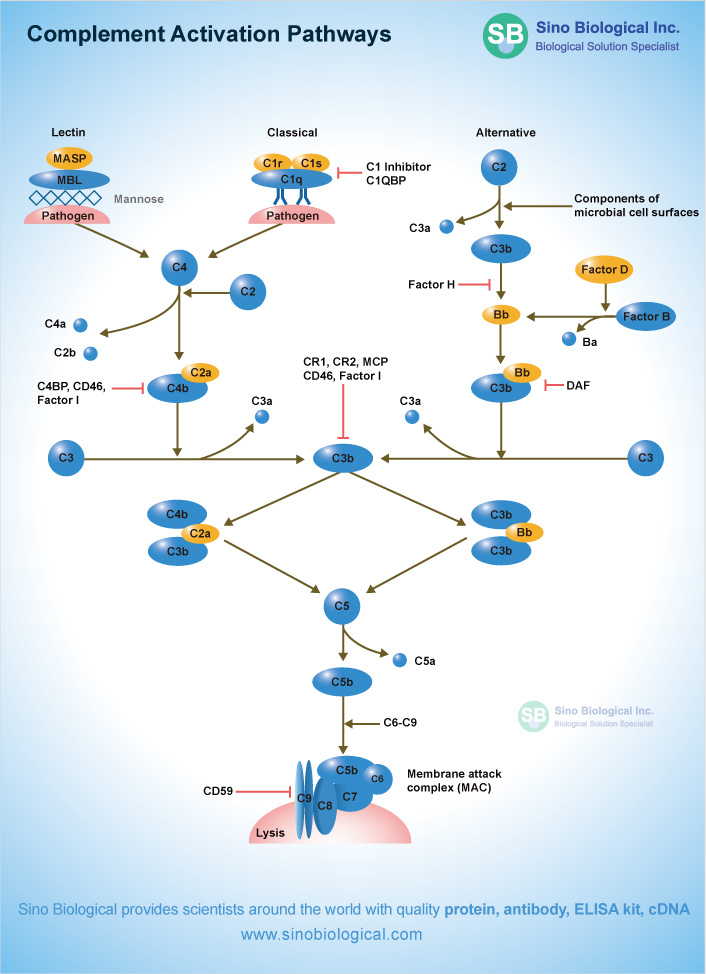 Complement Activation Pathways
SB
Sino Biological Inc.
Biological Solution Specialist
Lectin
Classical
Alternative
MASP
MBL
Mannose
Pathogen
C1r
C1s
C1q
Pathogen
C1 Inhibitor
C1QBP
C2
C3a
Components of
microbial cell surfaces
C3b
Factor H
Factor D
Bb
Factor B
Ba
C4
C2
C4a
C2b
C2a
C4b
C4BP, CD46,
Factor I
CR1, CR2, MCP
CD46, Factor I
Bb
C3b
DAF
C3a
C3a
C3
C3b
C3
C4b
C2a
C3b
C3b
Bb
C3b
C5
C5a
C5b
SB
Sino Biological Inc.
Biological Solution Specialist
C6-C9
C5b
C6
C7
C8
C9
CD59
Membrane attack
complex (MAC)
Lysis
Sino Biological provides scientists around the world with quality protein, antibody, ELISA kit, cDNA
www.sinobiological.com